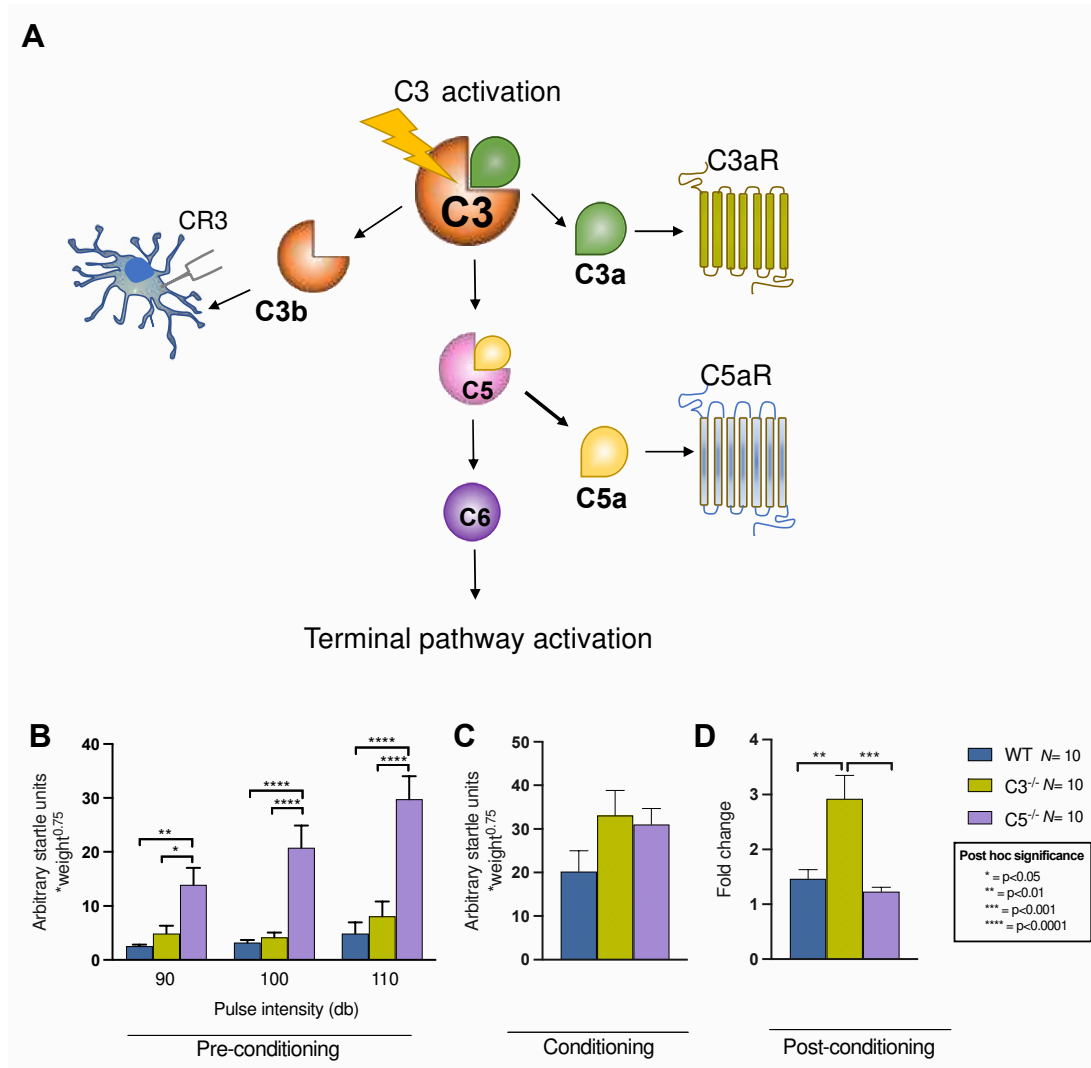 A
C3 activation
C3aR
CR3
C3
C3a
C3b
C5aR
C5
C5a
C6
Terminal pathway activation
B
Arbitrary startle units
*weight0.75
40
30
20
10
0
**
*
****
****
****
****
90
100
110
Pulse intensity (db)
Pre-conditioning
C
Arbitrary startle units
*weight0.75
50
40
30
20
10
0
Conditioning
D
Fold change
4
3
2
1
0
**
***
Post-conditioning
WT N= 10
C3-/- N= 10
C5-/- N= 10
Post hoc significance
* = p<0.05
** = p<0.01
*** = p<0.001
**** = p<0.0001